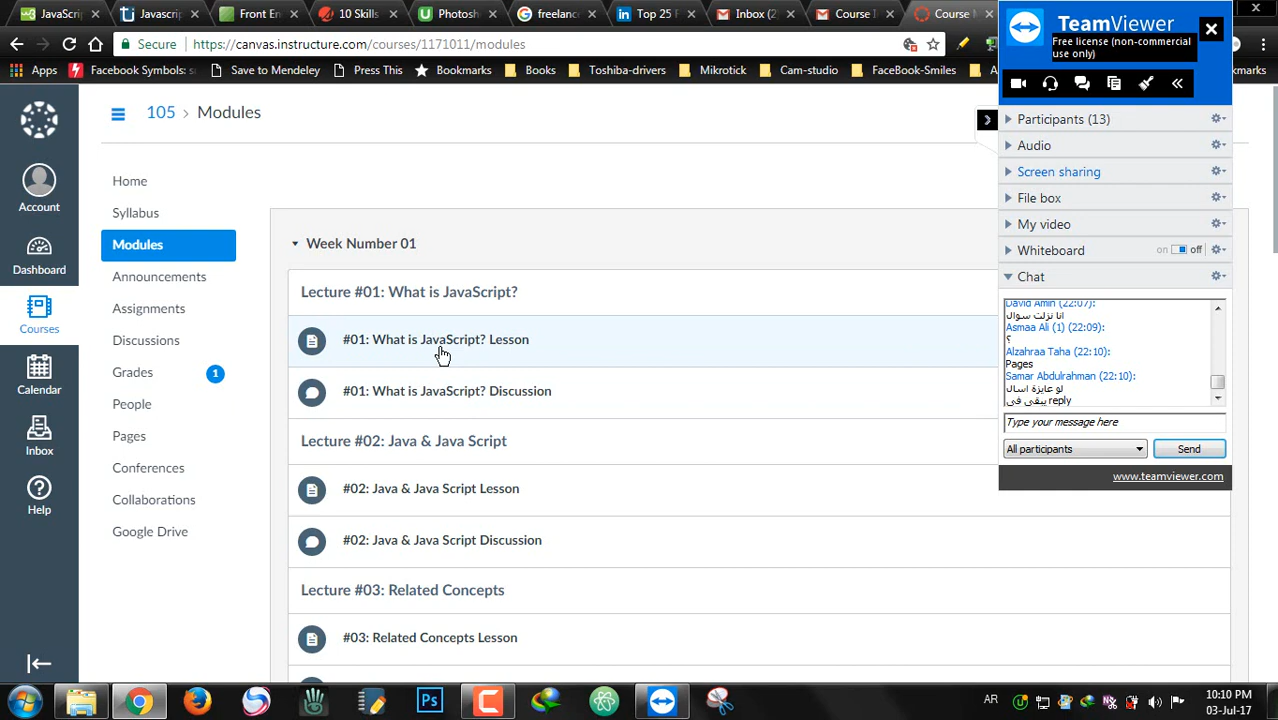 JavaScri
Javascrip
Front En
10 Skills
Photosh
freelanc
Top 25 F
Inbox (2
Course I
Course M
Secure
https://canvas.instructure.com/courses/1171011/modules
Apps
Facebook Symbols: s
Save to Mendeley
Press This
Bookmarks
Books
Toshiba-drivers
Mikrotick
Cam-studio
FaceBook-Smiles
A
kmarks
TeamViewer
Free license (non-commercial
use only)
Participants (13)
Audio
Screen sharing
File box
My video
Whiteboard
on off
Chat
David Amin (22:07):
انا نزلت سوال
Asmaa Ali (1) (22:09):
؟
Alzahraa Taha (22:10):
Pages
Samar Abdulrahman (22:10):
لو عايزة اسال
يبقى فى reply
Type your message here
All participants
Send
www.teamviewer.com
Account
Dashboard
Courses
Calendar
Inbox
Help
105 > Modules
Home
Syllabus
Modules
Announcements
Assignments
Discussions
Grades
1
People
Pages
Conferences
Collaborations
Google Drive
Week Number 01
Lecture #01: What is JavaScript?
#01: What is JavaScript? Lesson
#01: What is JavaScript? Discussion
Lecture #02: Java & Java Script
#02: Java & Java Script Lesson
#02: Java & Java Script Discussion
Lecture #03: Related Concepts
#03: Related Concepts Lesson
Ps
AR
10:10 PM
03-Jul-17